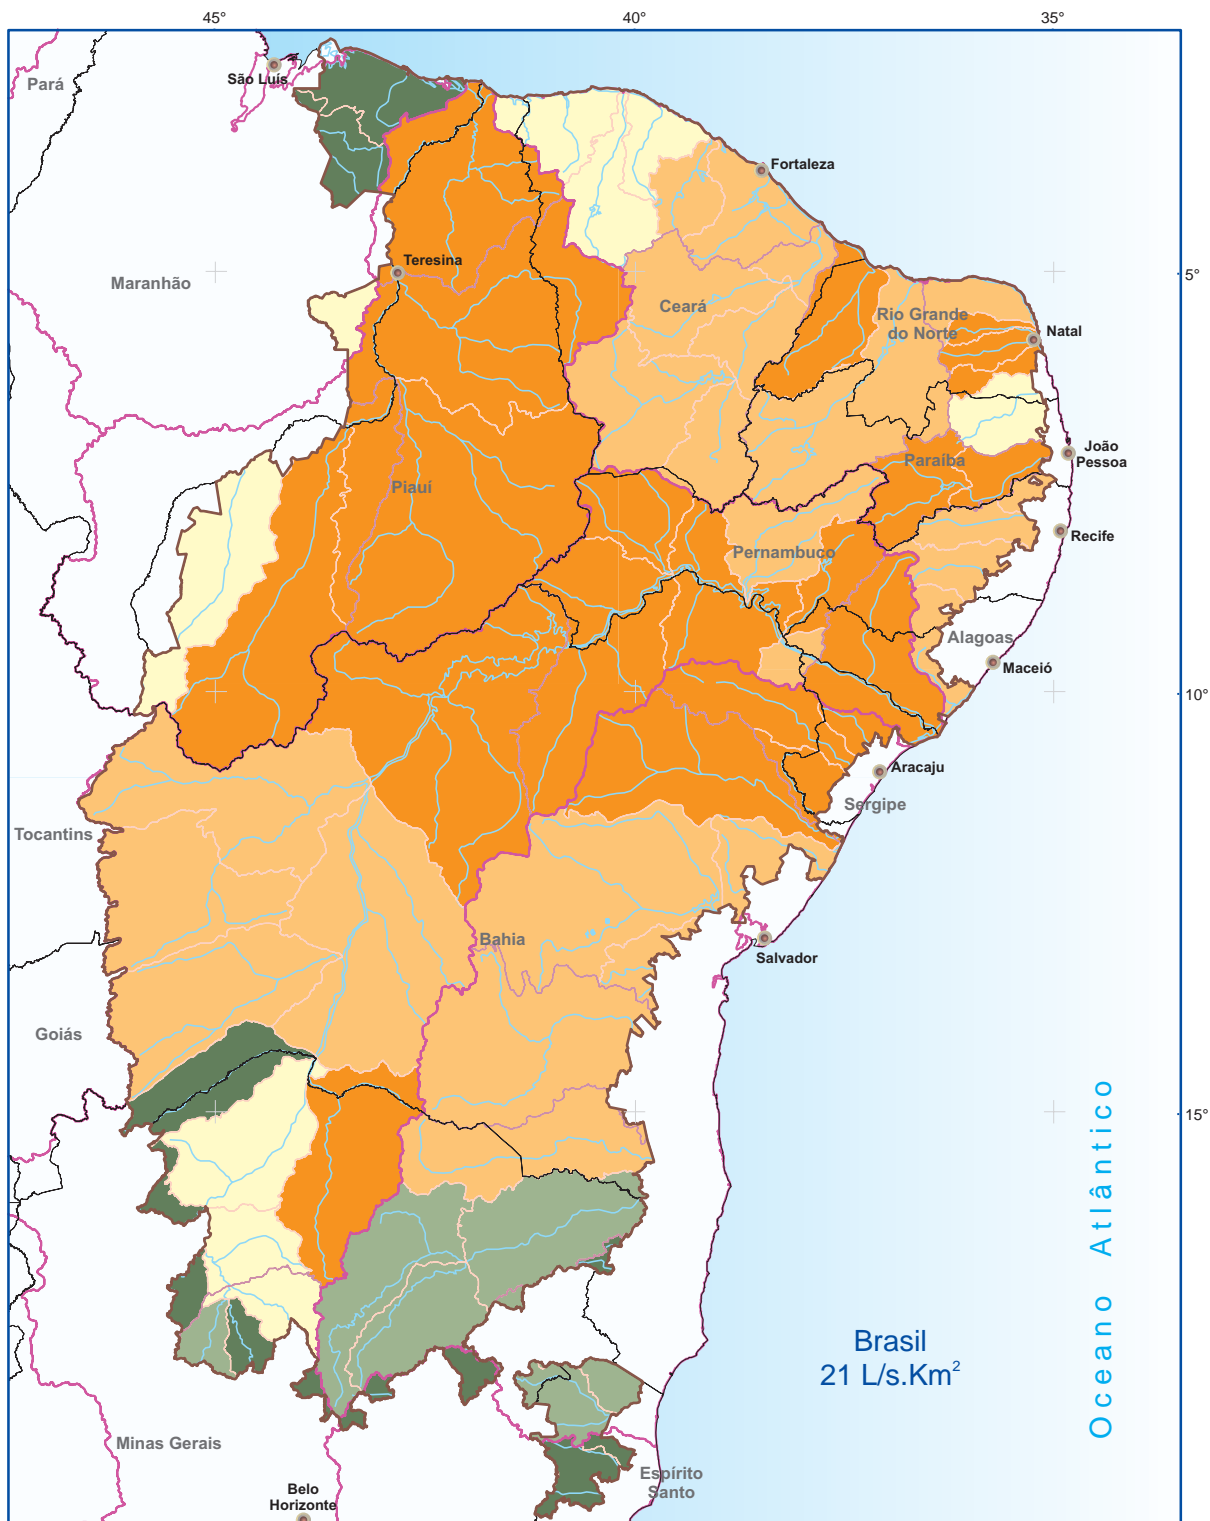 45°
40°
35°
São Luís
Pará
Fortaleza
Teresina
5°
Maranhão
Ceará
Rio Grande
do Norte
Natal
João
Pessoa
Paraíba
Piauí
Recife
Pernambuco
Alagoas
Maceió
10°
Aracaju
Sergipe
Tocantins
Bahia
Salvador
Goiás
15°
Oceano Atlântico
Brasil
21 L/s.Km²
Minas Gerais
Espírito
Santo
Belo
Horizonte